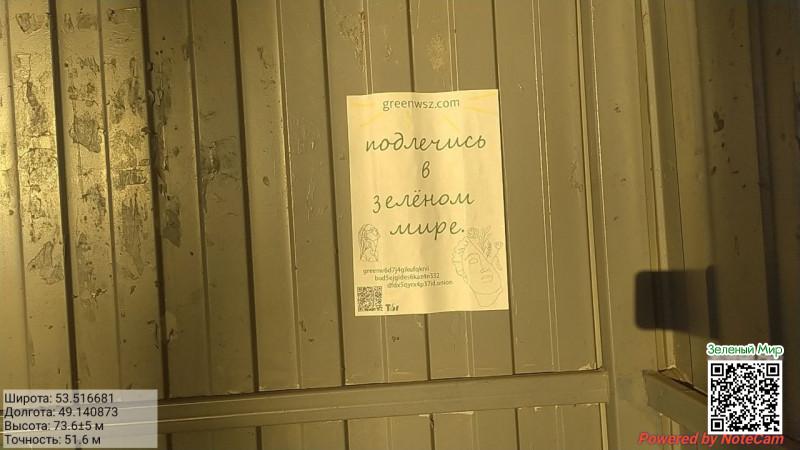 greenwsz.com
подлечись
в
зелёном
мире.
Tor
Зеленый Мир
Широта: 53.516681
Долгота: 49.140873
Высота: 73.6±5 м
Точность: 51.6 м
Powered by NoteCam